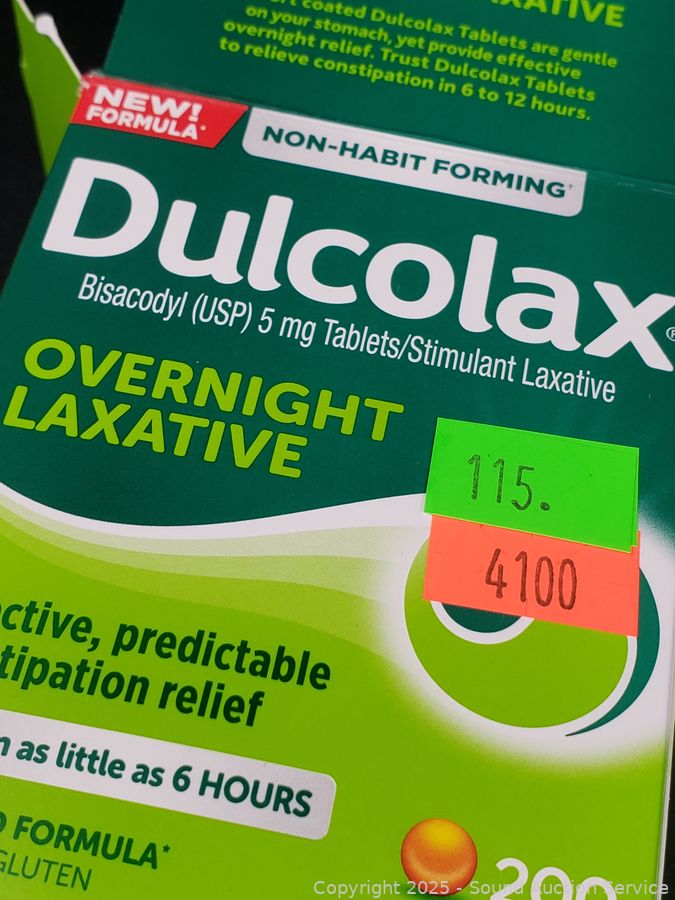 LAXATIVE
coated Dulcolax Tablets are gentle
on your stomach, yet provide effective
overnight relief. Trust Dulcolax Tablets
to relieve constipation in 6 to 12 hours.
NEW!
FORMULA*
NON-HABIT FORMING†
Dulcolax®
Bisacodyl (USP) 5 mg Tablets/Stimulant Laxative
OVERNIGHT
LAXATIVE
115.
4100
ctive, predictable
tipation relief
n as little as 6 HOURS
FORMULA*
GLUTEN
200
Copyright 2025 - Sound Auction Service